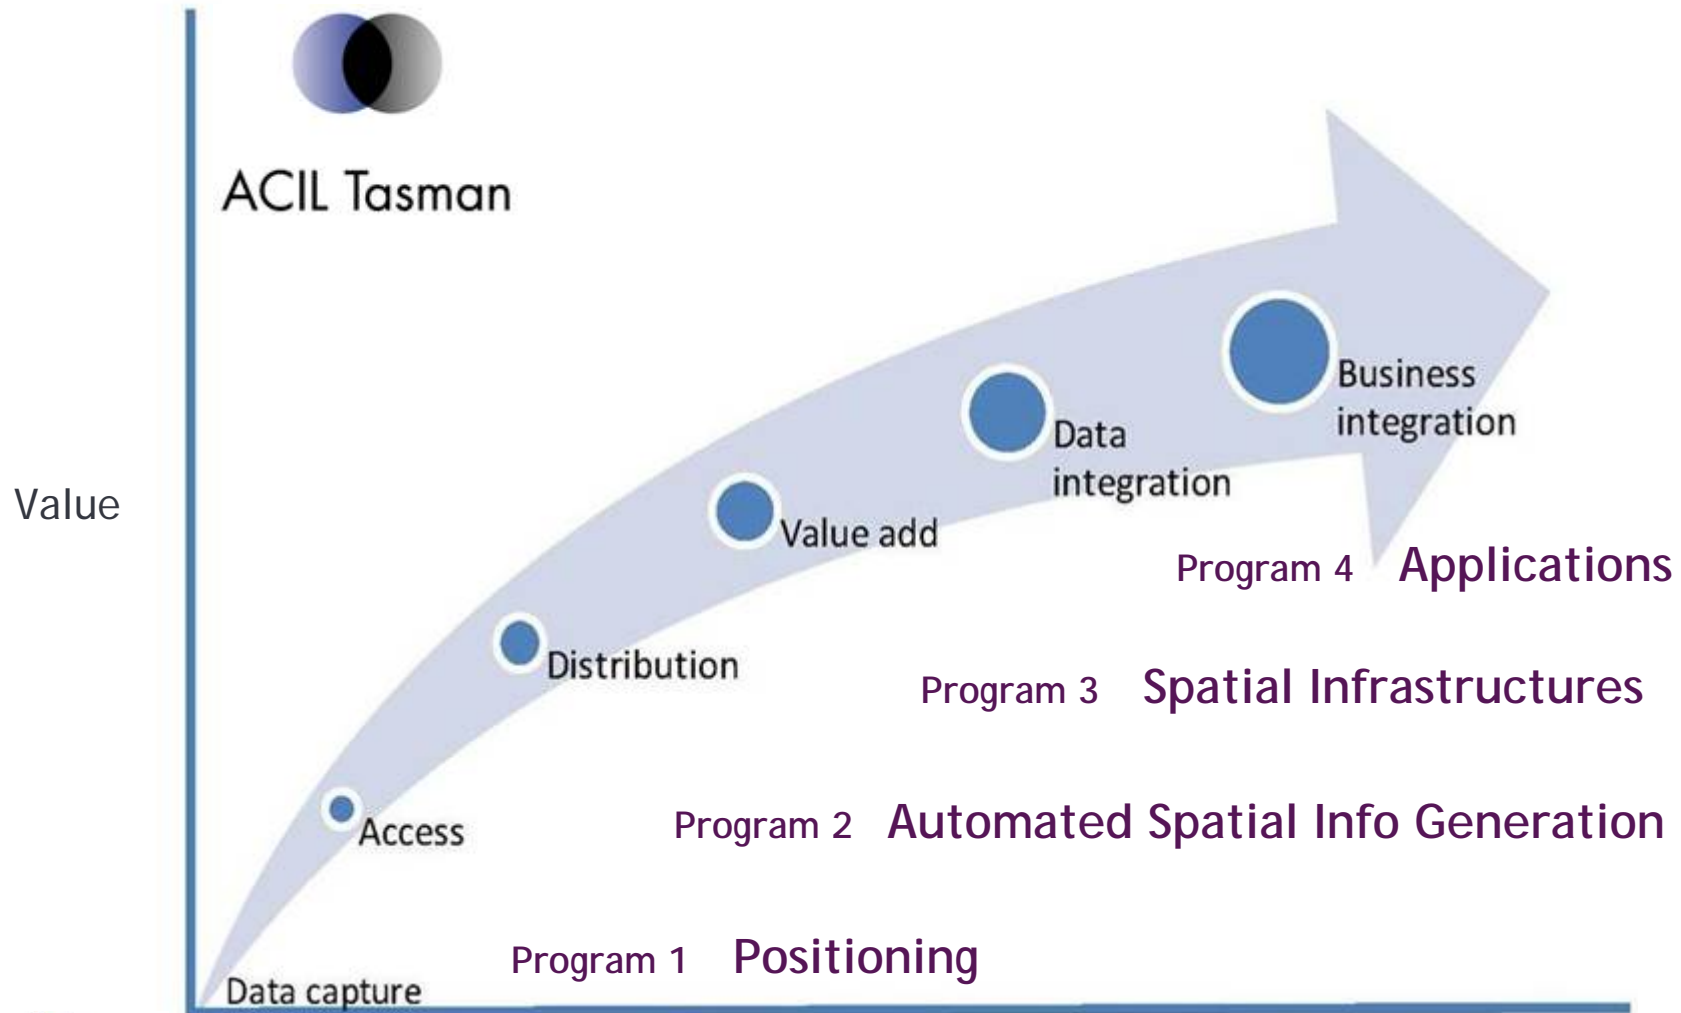 ACIL Tasman
Business
integration
Data
integration
Value
Value add
Program 4 Applications
Distribution
Program 3 Spatial Infrastructures
Access
Program 2 Automated Spatial Info Generation
Program 1 Positioning
Data capture